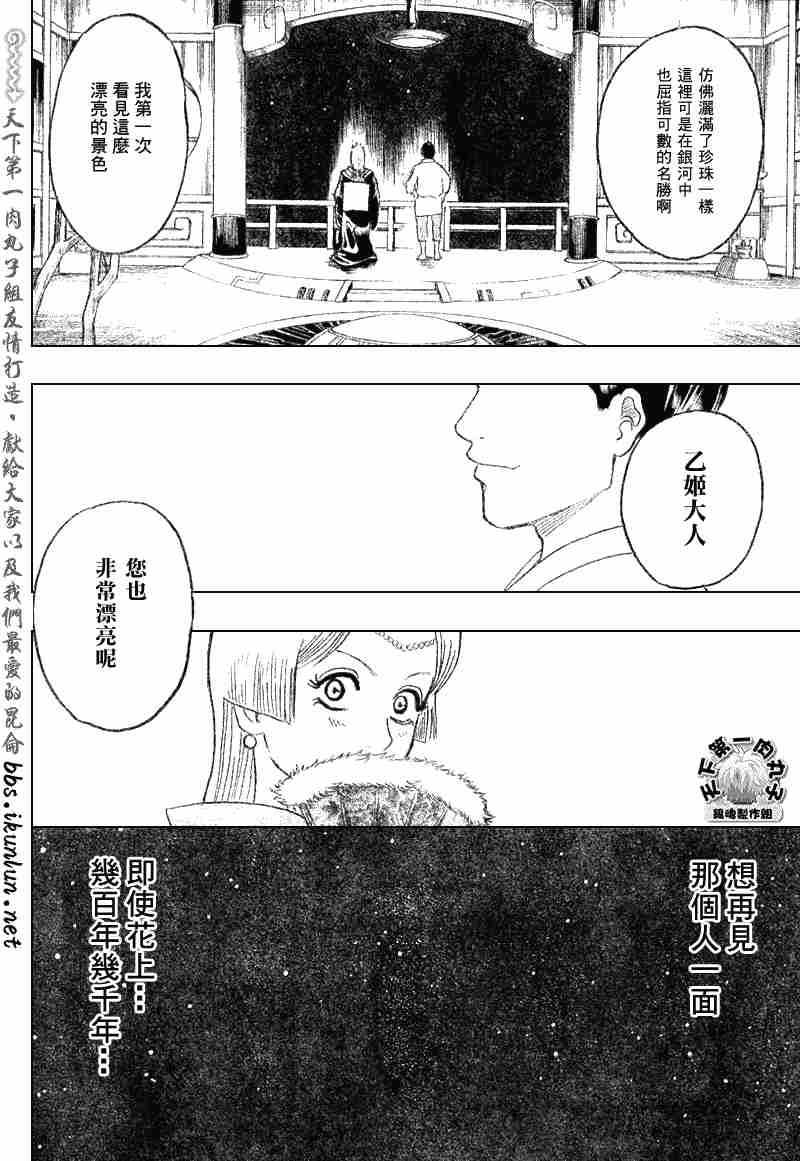 仿佛灑滿了珍珠一樣
這裡可是在銀河中
也屈指可數的名勝啊
我第一次
看見這麼
漂亮的景色
乙姬大人
您也
非常漂亮呢
想再見
那個人一面
即使花上…
幾百年幾千年…
天下第一肉丸子組友情打造，獻給大家以及我們最愛的昆侖 bbs.ikunlun.net
天下第一肉丸子
銀魂製作組